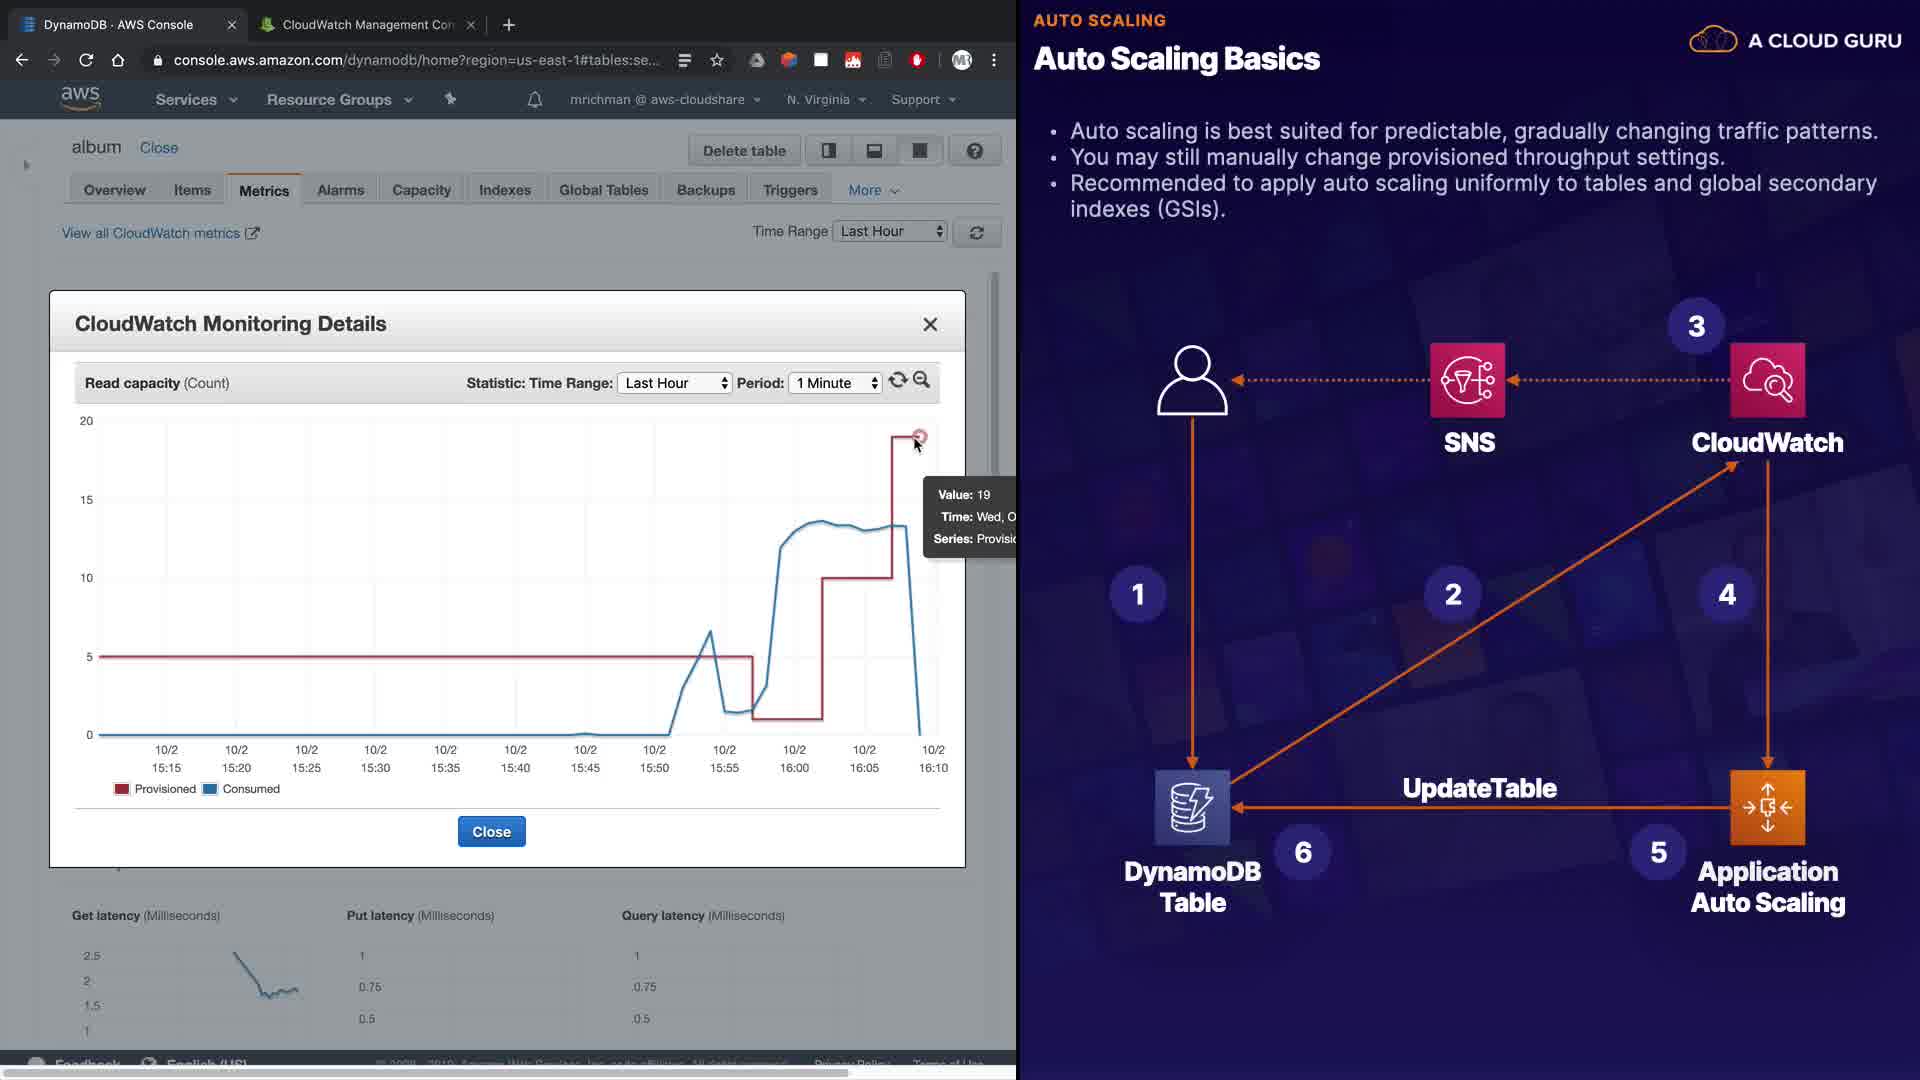 DynamoDB · AWS Console
CloudWatch Management Con
console.aws.amazon.com/dynamodb/home?region=us-east-1#tables:se...
aws
Services
Resource Groups
mrichman @ aws-cloudshare
N. Virginia
Support
album
Close
Delete table
Overview
Items
Metrics
Alarms
Capacity
Indexes
Global Tables
Backups
Triggers
More
View all CloudWatch metrics
Time Range
Last Hour
CloudWatch Monitoring Details
Read capacity (Count)
Statistic: Time Range:
Last Hour
Period:
1 Minute
20
15
10
5
0
Value: 19
Time: Wed, O
Series: Provisio
10/2 10/2 10/2 10/2 10/2 10/2 10/2 10/2 10/2 10/2 10/2 10/2
15:15 15:20 15:25 15:30 15:35 15:40 15:45 15:50 15:55 16:00 16:05 16:10
Provisioned
Consumed
Close
Get latency (Milliseconds)
2.5
2
1.5
1
Put latency (Milliseconds)
1
0.75
0.5
Query latency (Milliseconds)
1
0.75
0.5
Feedback
English (US)
Privacy Policy
Terms of Use
AUTO SCALING
Auto Scaling Basics
A CLOUD GURU
• Auto scaling is best suited for predictable, gradually changing traffic patterns.
• You may still manually change provisioned throughput settings.
• Recommended to apply auto scaling uniformly to tables and global secondary
indexes (GSIs).
3
SNS
CloudWatch
1
2
4
UpdateTable
6
5
DynamoDB
Table
Application
Auto Scaling